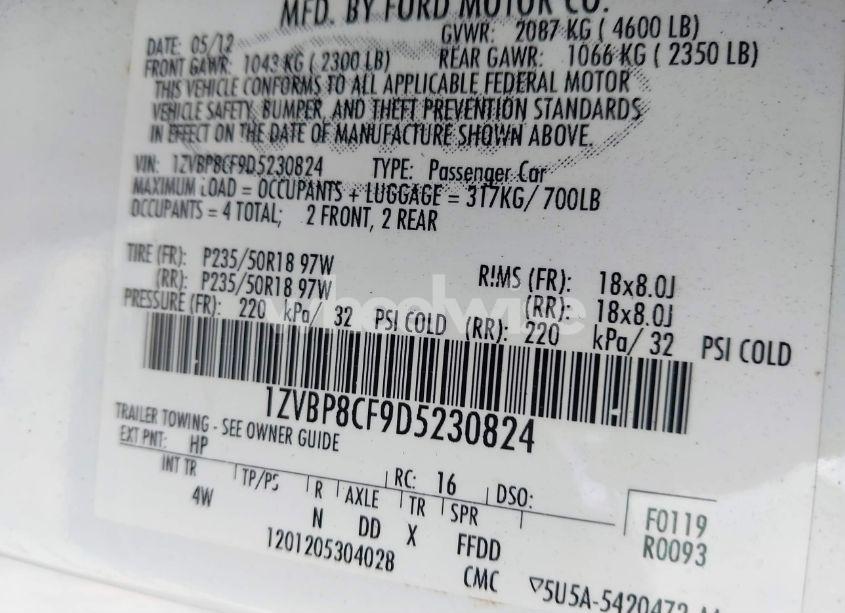 MFD. BY FORD MOTOR CO.
DATE: 05/12 GVWR: 2087 KG ( 4600 LB)
FRONT GAWR: 1043 KG ( 2300 LB) REAR GAWR: 1066 KG ( 2350 LB)
THIS VEHICLE CONFORMS TO ALL APPLICABLE FEDERAL MOTOR
VEHICLE SAFETY, BUMPER, AND THEFT PREVENTION STANDARDS
IN EFFECT ON THE DATE OF MANUFACTURE SHOWN ABOVE.
VIN: 1ZVBP8CF9D5230824 TYPE: Passenger Car
MAXIMUM LOAD = OCCUPANTS + LUGGAGE = 317KG/ 700LB
OCCUPANTS = 4 TOTAL; 2 FRONT, 2 REAR
TIRE (FR): P235/50R18 97W RIMS (FR): 18x8.0J
(RR): P235/50R18 97W (RR): 18x8.0J
PRESSURE (FR): 220 kPa/ 32 PSI COLD (RR): 220 kPa/ 32 PSI COLD
wheelwise
1ZVBP8CF9D5230824
TRAILER TOWING - SEE OWNER GUIDE
EXT PNT: HP RC: 16 DSO:
INT TR TP/PS R AXLE TR SPR
4W N DD X FFDD
F0119
R0093
1201205304028 CMC
5U5A-5420472